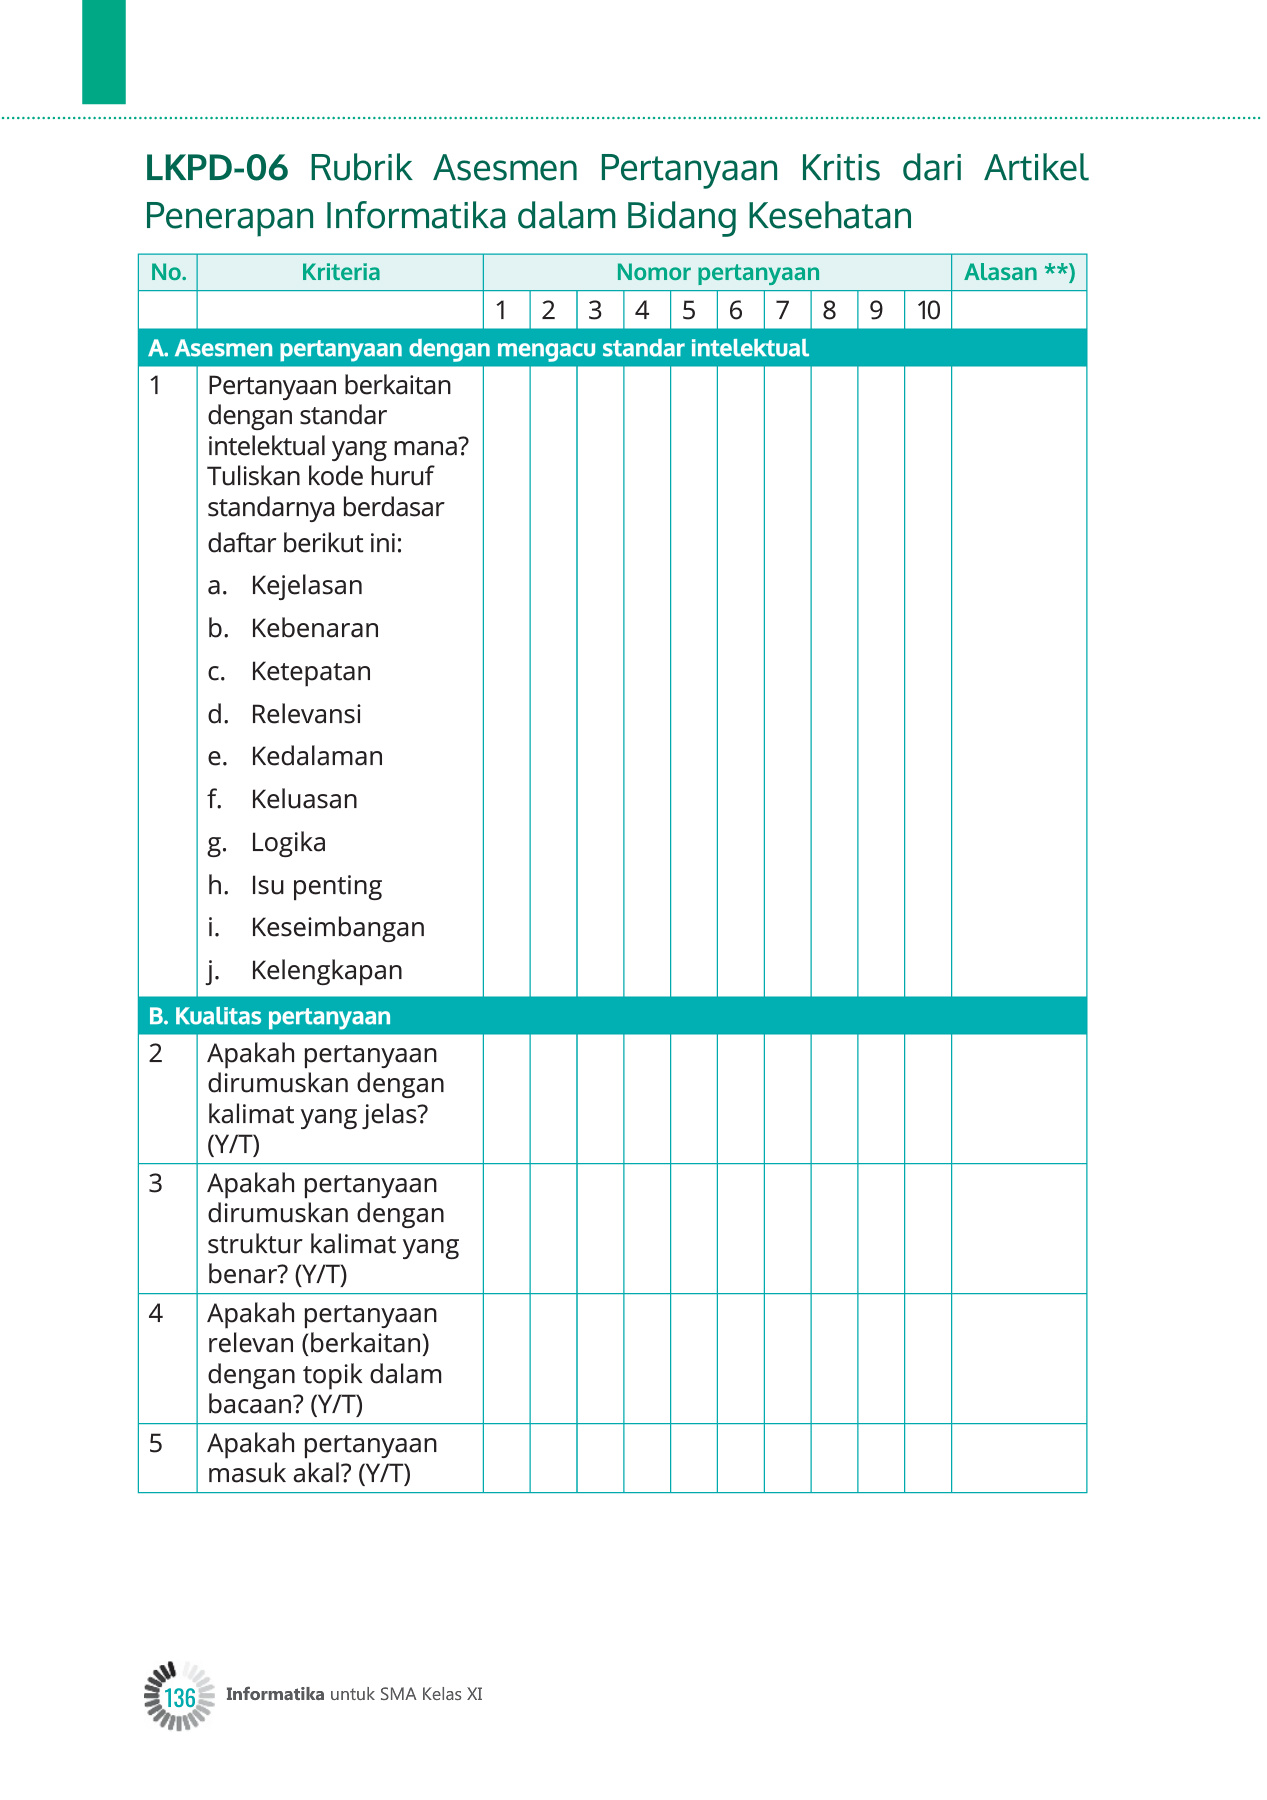 LKPD-06 Rubrik Asesmen Pertanyaan Kritis dari Artikel
Penerapan Informatika dalam Bidang Kesehatan
No. Kriteria Nomor pertanyaan Alasan **)
1 2 3 4 5 6 7 8 9 10
A. Asesmen pertanyaan dengan mengacu standar intelektual
1 Pertanyaan berkaitan
dengan standar
intelektual yang mana?
Tuliskan kode huruf
standarnya berdasar
daftar berikut ini:
a. Kejelasan
b. Kebenaran
c. Ketepatan
d. Relevansi
e. Kedalaman
f. Keluasan
g. Logika
h. Isu penting
i. Keseimbangan
j. Kelengkapan
B. Kualitas pertanyaan
2 Apakah pertanyaan
dirumuskan dengan
kalimat yang jelas?
(Y/T)
3 Apakah pertanyaan
dirumuskan dengan
struktur kalimat yang
benar? (Y/T)
4 Apakah pertanyaan
relevan (berkaitan)
dengan topik dalam
bacaan? (Y/T)
5 Apakah pertanyaan
masuk akal? (Y/T)
136 Informatika untuk SMA Kelas XI